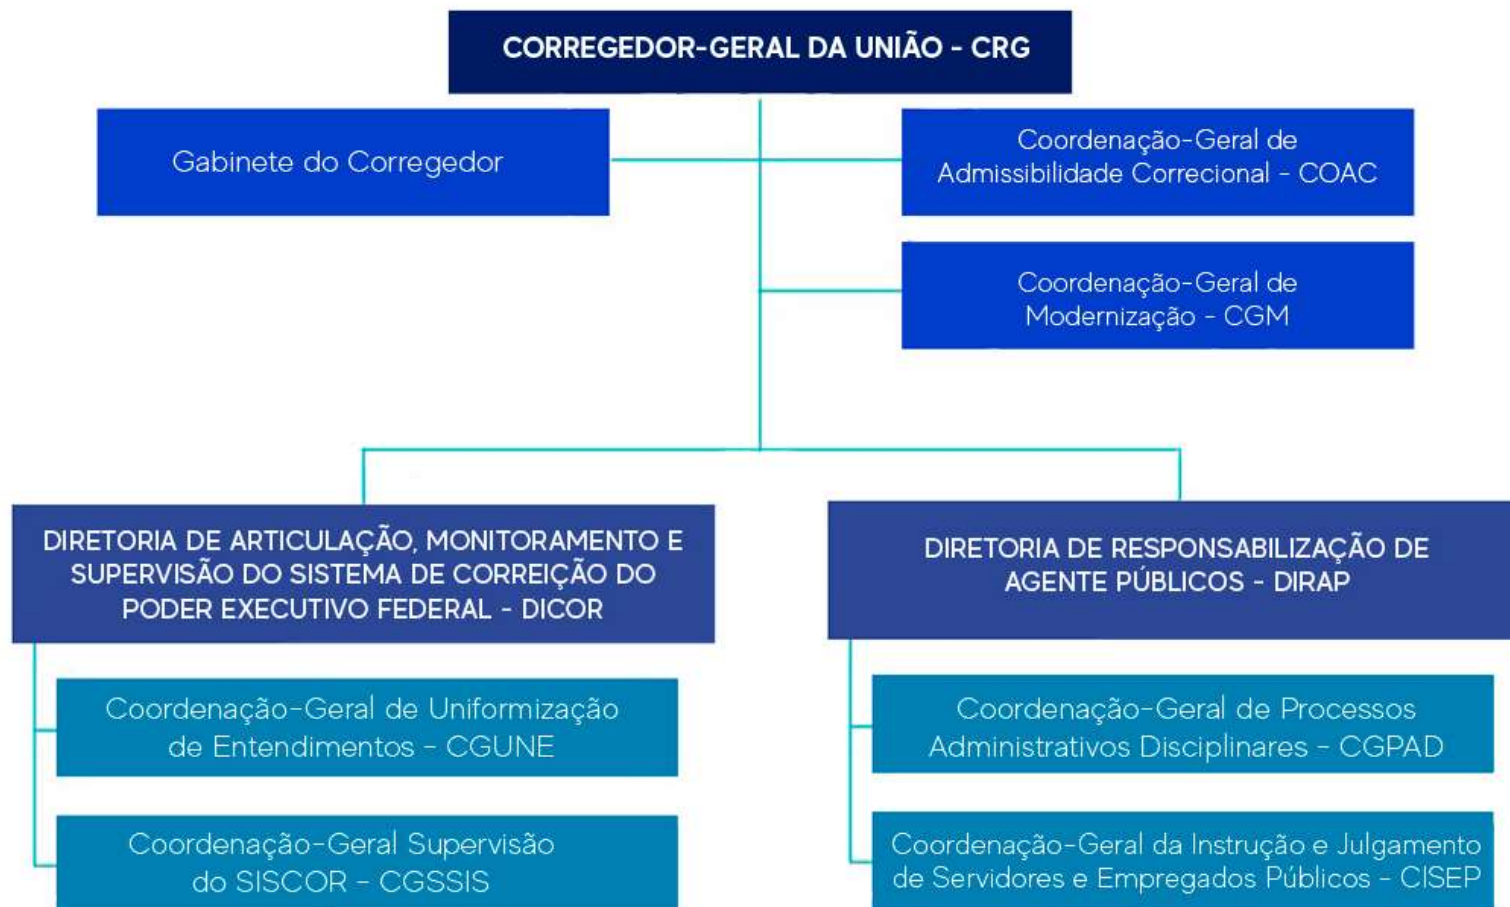 CORREGEDOR-GERAL DA UNIÃO - CRG
Gabinete do Corregedor
Coordenação-Geral de
Admissibilidade Correcional - COAC
Coordenação-Geral de
Modernização - CGM
DIRETORIA DE ARTICULAÇÃO, MONITORAMENTO E
SUPERVISÃO DO SISTEMA DE CORREIÇÃO DO
PODER EXECUTIVO FEDERAL - DICOR
Coordenação-Geral de Uniformização
de Entendimentos - CGUNE
Coordenação-Geral Supervisão
do SISCOR - CGSSIS
DIRETORIA DE RESPONSABILIZAÇÃO DE
AGENTE PÚBLICOS - DIRAP
Coordenação-Geral de Processos
Administrativos Disciplinares - CGPAD
Coordenação-Geral da Instrução e Julgamento
de Servidores e Empregados Públicos - CISEP